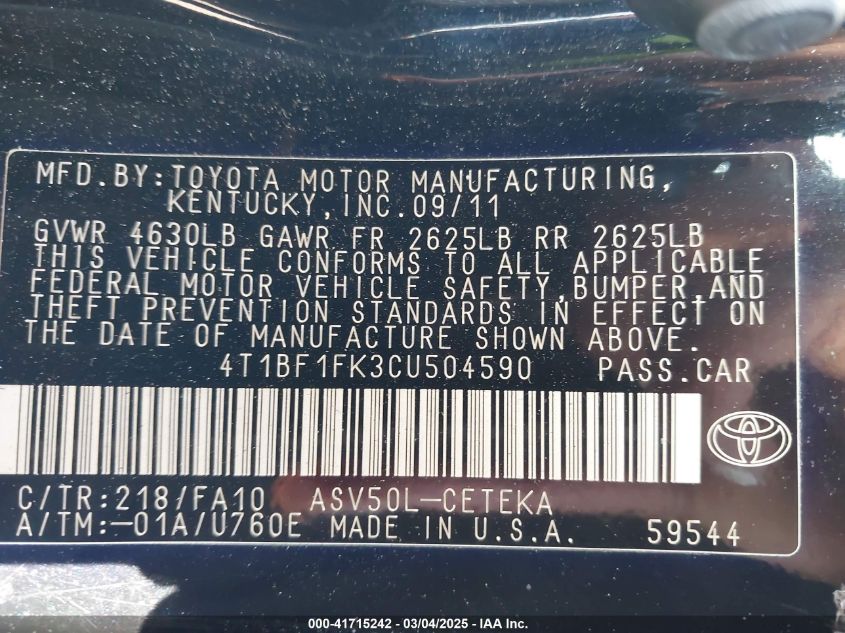 MFD.BY:TOYOTA MOTOR MANUFACTURING,
KENTUCKY,INC.09/11
GVWR 4630LB GAWR FR 2625LB RR 2625LB
THIS VEHICLE CONFORMS TO ALL APPLICABLE
FEDERAL MOTOR VEHICLE SAFETY,BUMPER,AND
THEFT PREVENTION STANDARDS IN EFFECT ON
THE DATE OF MANUFACTURE SHOWN ABOVE.
4T1BF1FK3CU504590 PASS.CAR
C/TR:218/FA10 ASV50L-CETEKA
A/TM:-01A/U760E MADE IN U.S.A. 59544
000-41715242 - 03/04/2025 - IAA Inc.